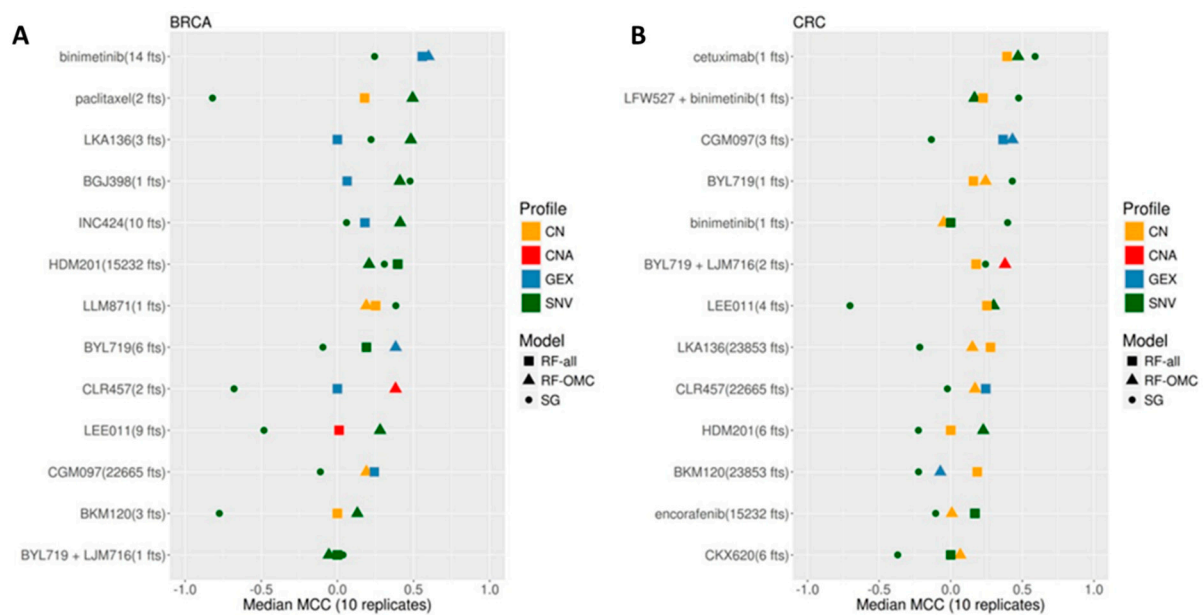 A
BRCA
binimetinib(14 fts)
paclitaxel(2 fts)
LKA136(3 fts)
BGJ398(1 fts)
INC424(10 fts)
HDM201(15232 fts)
LLM871(1 fts)
BYL719(6 fts)
CLR457(2 fts)
LEE011(9 fts)
CGM097(22665 fts)
BKM120(3 fts)
BYL719 + LJM716(1 fts)
-1.0 -0.5 0.0 0.5 1.0
Median MCC (10 replicates)
Profile
CN
CNA
GEX
SNV
Model
RF-all
RF-OMC
SG
B
CRC
cetuximab(1 fts)
LFW527 + binimetinib(1 fts)
CGM097(3 fts)
BYL719(1 fts)
binimetinib(1 fts)
BYL719 + LJM716(2 fts)
LEE011(4 fts)
LKA136(23853 fts)
CLR457(22665 fts)
HDM201(6 fts)
BKM120(23853 fts)
encorafenib(15232 fts)
CKX620(6 fts)
-1.0 -0.5 0.0 0.5 1.0
Median MCC (10 replicates)
Profile
CN
CNA
GEX
SNV
Model
RF-all
RF-OMC
SG